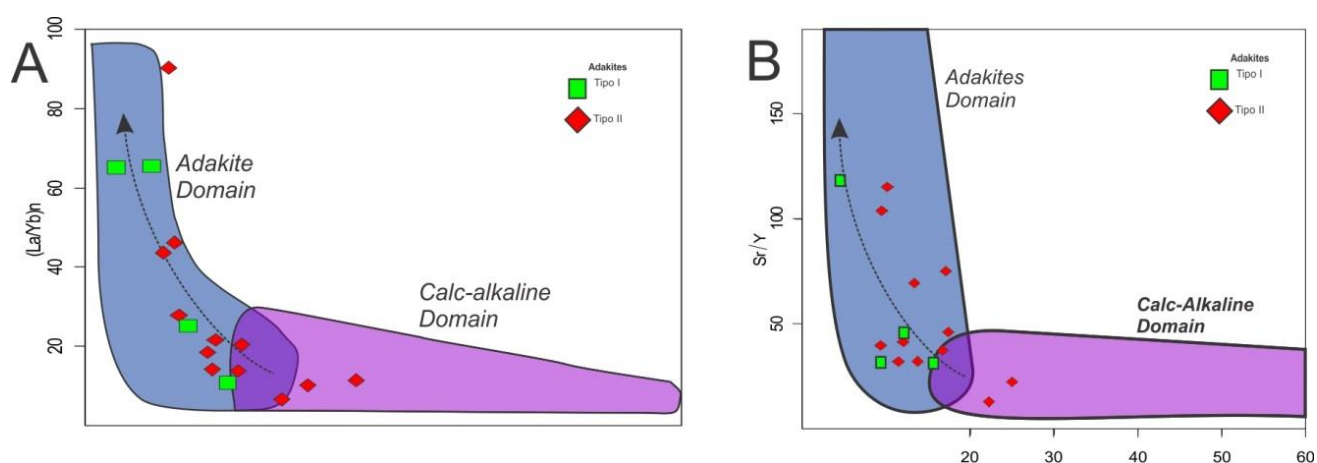 A
100
80
60
40
20
(La/Yb)n
Adakites
Tipo I
Tipo II
Adakite
Domain
Calc-alkaline
Domain
B
150
100
50
Sr/Y
Adakites
Domain
Adakites
Tipo I
Tipo II
Calc-Alkaline
Domain
20
30
40
50
60